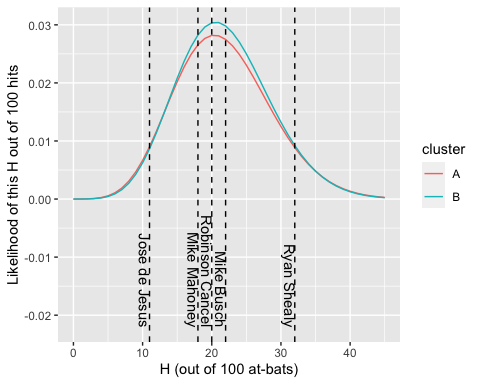 Likelihood of this H out of 100 hits
0.03
0.02
0.01
0.00
-0.01
-0.02
Jose de Jesus
Mike Mahoney
Robinson Cancel
Mike Busch
Ryan Shealy
0
10
20
30
40
H (out of 100 at-bats)
cluster
A
B